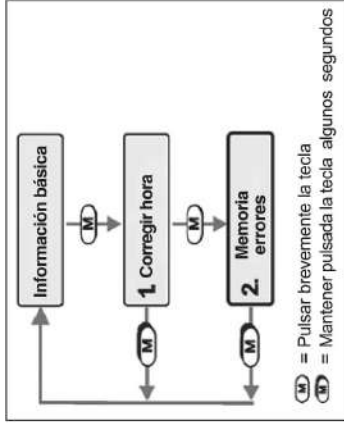 Información básica
M
1. Corregir hora
M
M
2. Memoria
errores
M
M = Pulsar brevemente la tecla
M = Mantener pulsada la tecla algunos segundos